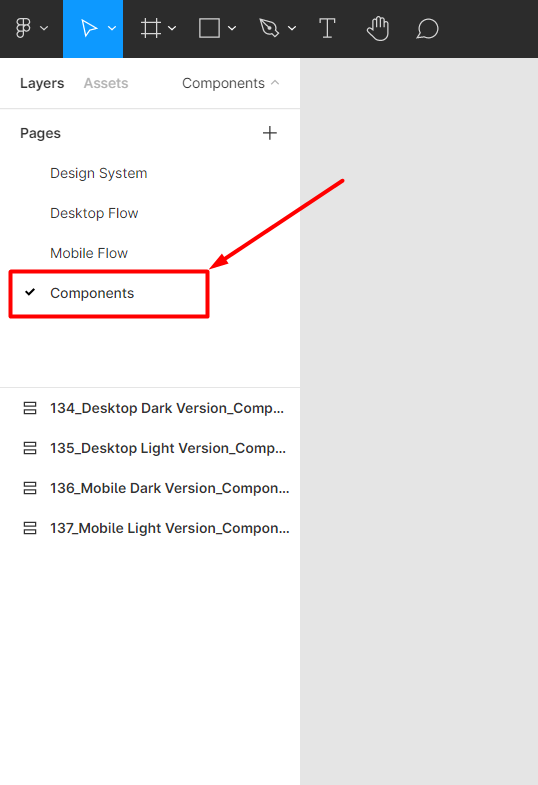 Layers Assets Components
Pages
Design System
Desktop Flow
Mobile Flow
Components
134_Desktop Dark Version_Comp...
135_Desktop Light Version_Comp...
136_Mobile Dark Version_Compon...
137_Mobile Light Version_Compon...